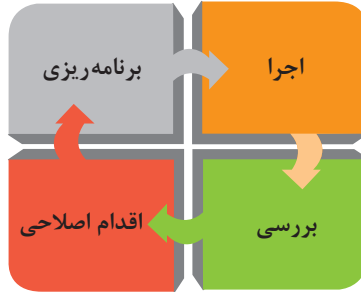 برنامه‌ریزی
اجرا
بررسی
اقدام اصلاحی